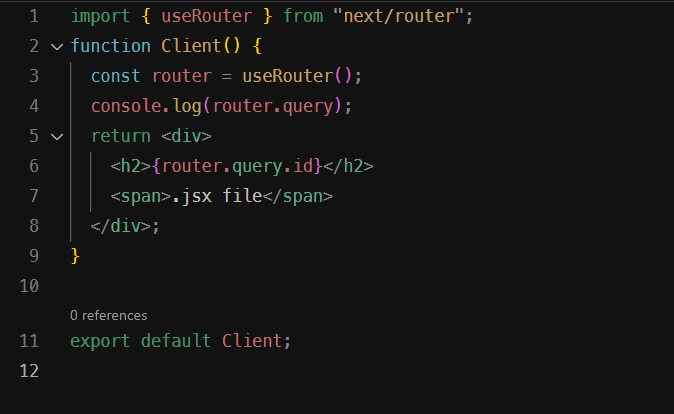 1 import { useRouter } from "next/router";
2 function Client() {
3 const router = useRouter();
4 console.log(router.query);
5 return <div>
6 <h2>{router.query.id}</h2>
7 <span>.jsx file</span>
8 </div>;
9 }
10
0 references
11 export default Client;
12